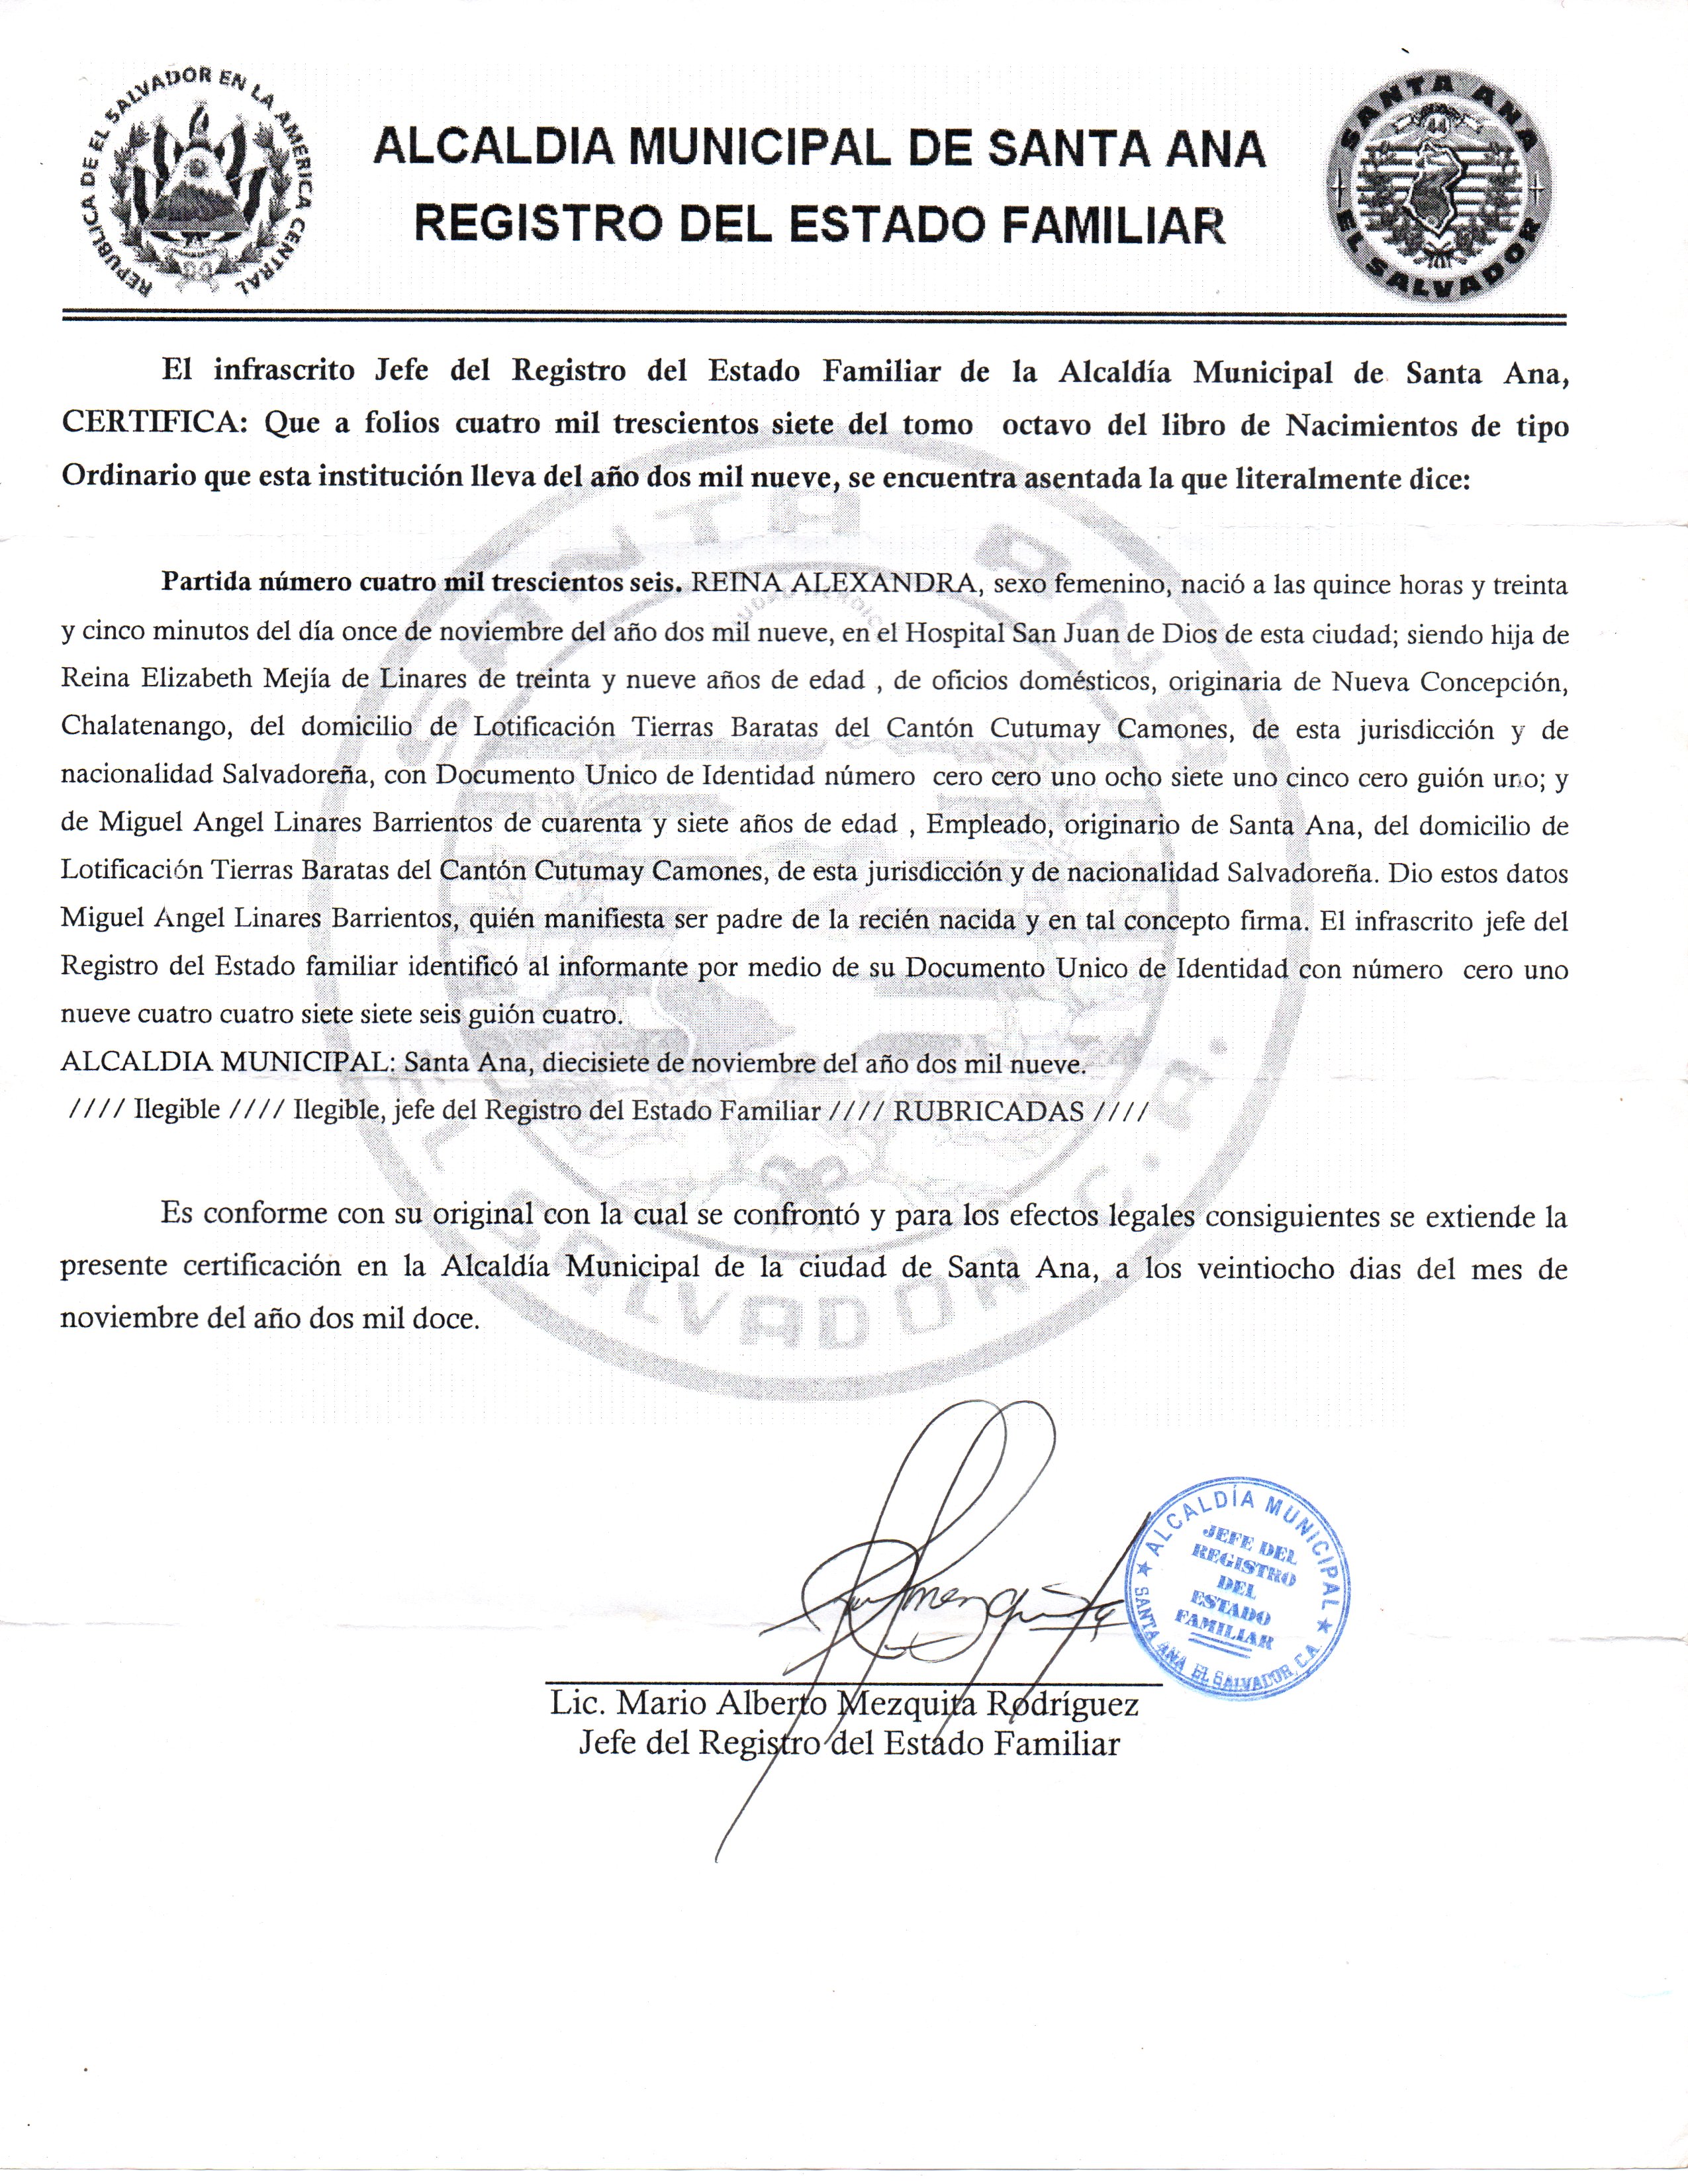 REPUBLICA DE EL SALVADOR EN LA AMERICA CENTRAL
ALCALDIA MUNICIPAL DE SANTA ANA
REGISTRO DEL ESTADO FAMILIAR
SANTA ANA
44
EL SALVADOR
El infrascrito Jefe del Registro del Estado Familiar de la Alcaldía Municipal de Santa Ana,
CERTIFICA: Que a folios cuatro mil trescientos siete del tomo octavo del libro de Nacimientos de tipo
Ordinario que esta institución lleva del año dos mil nueve, se encuentra asentada la que literalmente dice:
Partida número cuatro mil trescientos seis. REINA ALEXANDRA, sexo femenino, nació a las quince horas y treinta
y cinco minutos del día once de noviembre del año dos mil nueve, en el Hospital San Juan de Dios de esta ciudad; siendo hija de
Reina Elizabeth Mejía de Linares de treinta y nueve años de edad , de oficios domésticos, originaria de Nueva Concepción,
Chalatenango, del domicilio de Lotificación Tierras Baratas del Cantón Cutumay Camones, de esta jurisdicción y de
nacionalidad Salvadoreña, con Documento Unico de Identidad número cero cero uno ocho siete uno cinco cero guión uno; y
de Miguel Angel Linares Barrientos de cuarenta y siete años de edad , Empleado, originario de Santa Ana, del domicilio de
Lotificación Tierras Baratas del Cantón Cutumay Camones, de esta jurisdicción y de nacionalidad Salvadoreña. Dio estos datos
Miguel Angel Linares Barrientos, quién manifiesta ser padre de la recién nacida y en tal concepto firma. El infrascrito jefe del
Registro del Estado familiar identificó al informante por medio de su Documento Unico de Identidad con número cero uno
nueve cuatro cuatro siete siete seis guión cuatro.
ALCALDIA MUNICIPAL: Santa Ana, diecisiete de noviembre del año dos mil nueve.
//// Ilegible //// Ilegible, jefe del Registro del Estado Familiar //// RUBRICADAS ////
Es conforme con su original con la cual se confrontó y para los efectos legales consiguientes se extiende la
presente certificación en la Alcaldía Municipal de la ciudad de Santa Ana, a los veintiocho dias del mes de
noviembre del año dos mil doce.
SANTA ANA
EL SALVADOR C. A.
ALCALDÍA MUNICIPAL
JEFE DEL
REGISTRO
DEL
ESTADO
FAMILIAR
SANTA ANA EL SALVADOR, C.A.
Lic. Mario Alberto Mezquita Rodríguez
Jefe del Registro del Estado Familiar